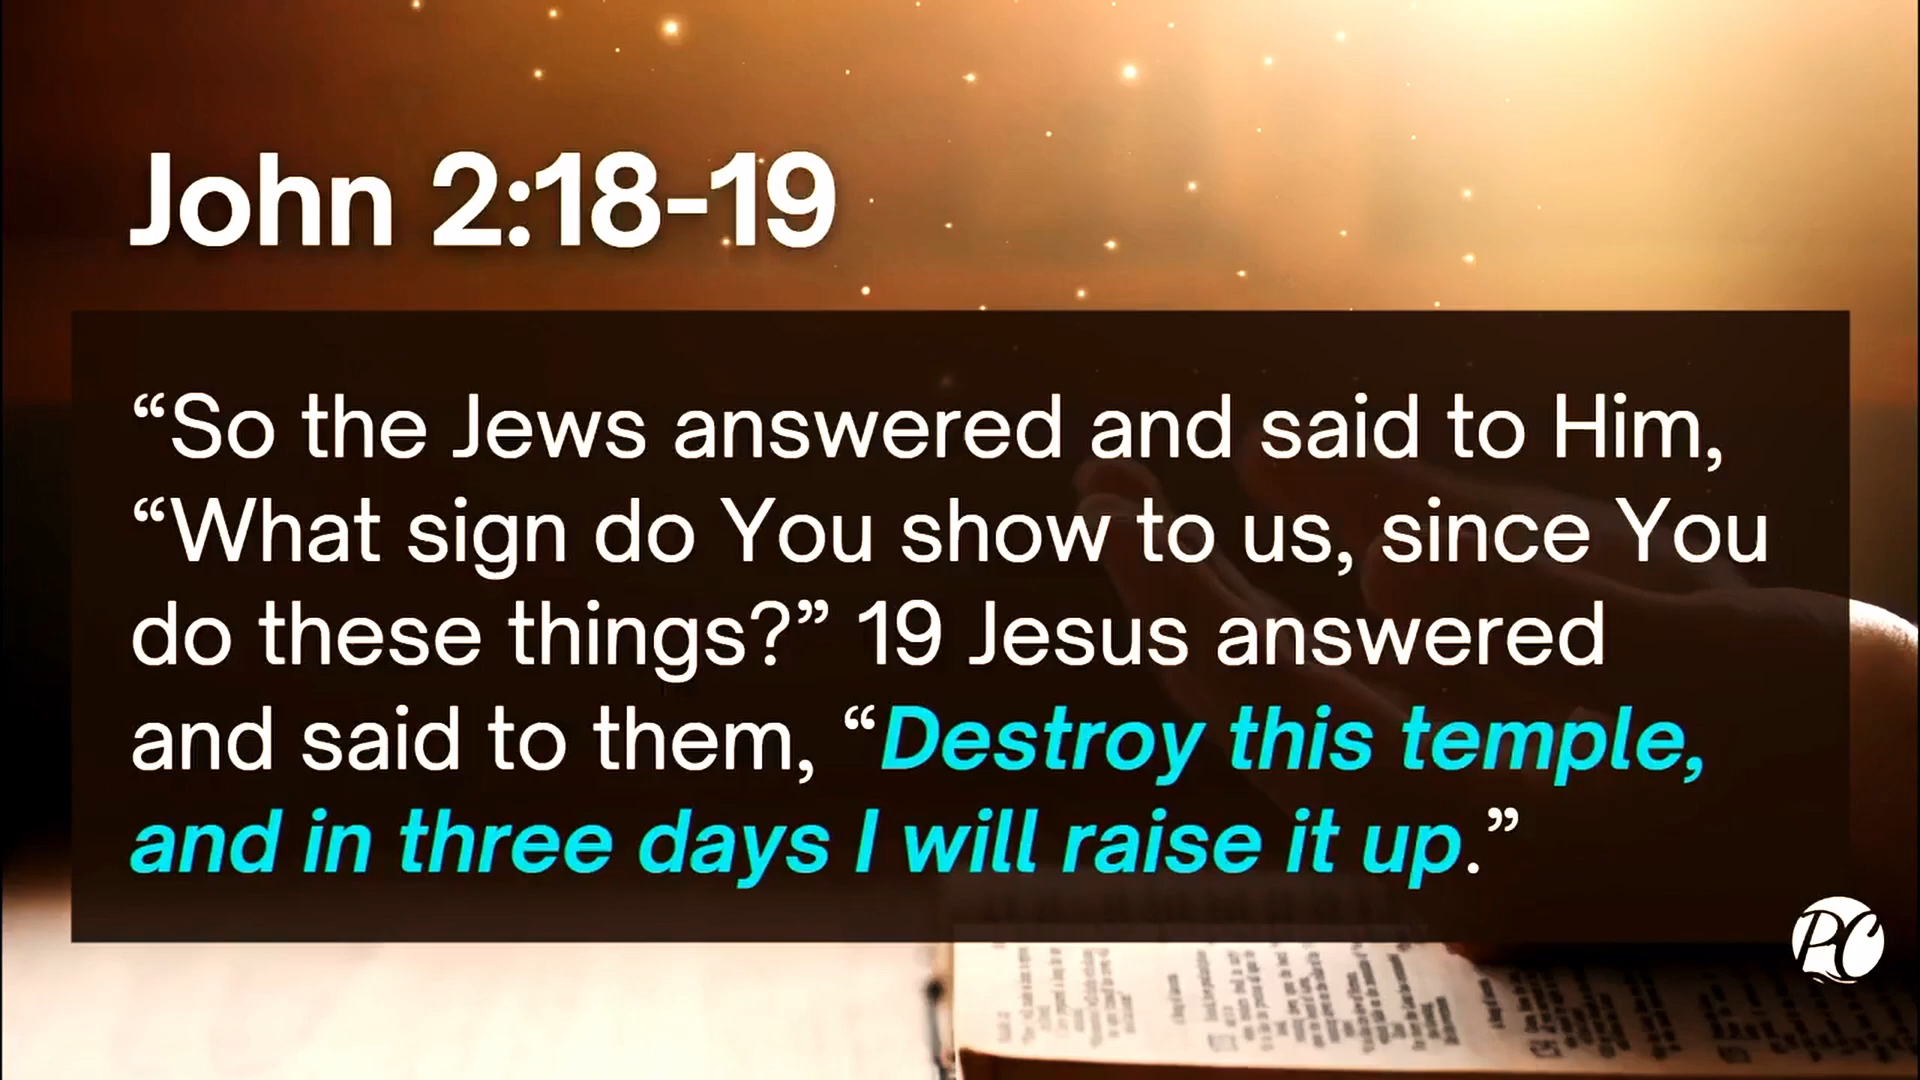 John 2:18-19
“So the Jews answered and said to Him,
“What sign do You show to us, since You
do these things?” 19 Jesus answered
and said to them, “Destroy this temple,
and in three days I will raise it up.”
PC